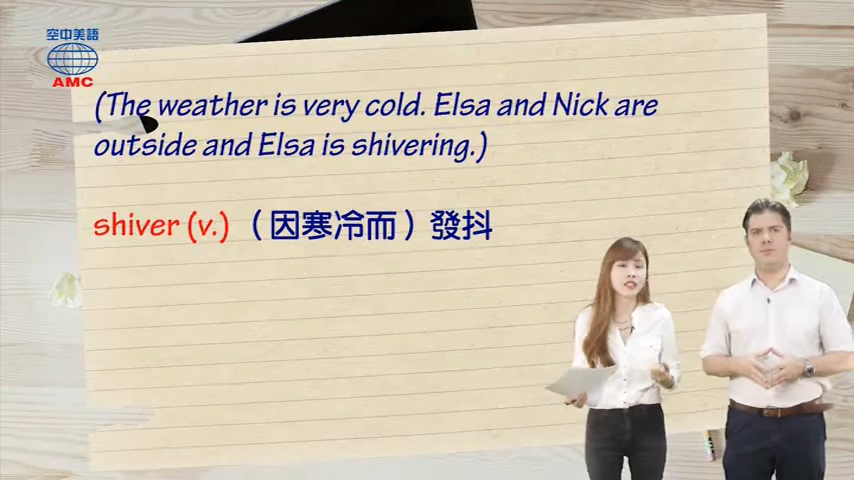 空中美語
AMC
(The weather is very cold. Elsa and Nick are
outside and Elsa is shivering.)
shiver (v.) （因寒冷而）發抖